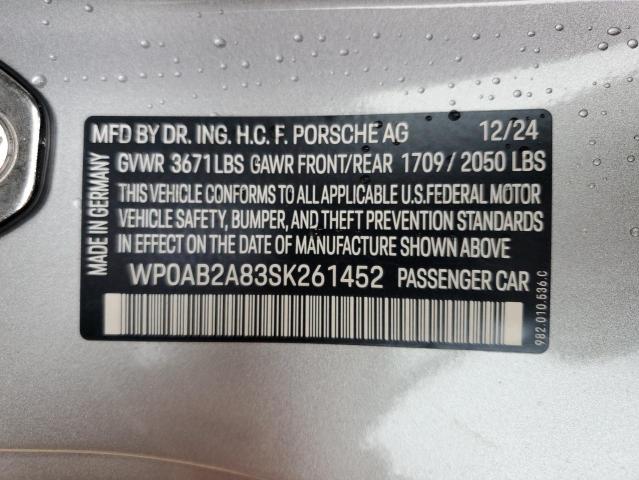 MFD BY DR. ING. H.C. F. PORSCHE AG 12/24
GVWR 3671LBS GAWR FRONT/REAR 1709/2050 LBS
THIS VEHICLE CONFORMS TO ALL APPLICABLE U.S.FEDERAL MOTOR
VEHICLE SAFETY, BUMPER, AND THEFT PREVENTION STANDARDS
IN EFFECT ON THE DATE OF MANUFACTURE SHOWN ABOVE
WP0AB2A83SK261452 PASSENGER CAR
MADE IN GERMANY
982.010.536.C